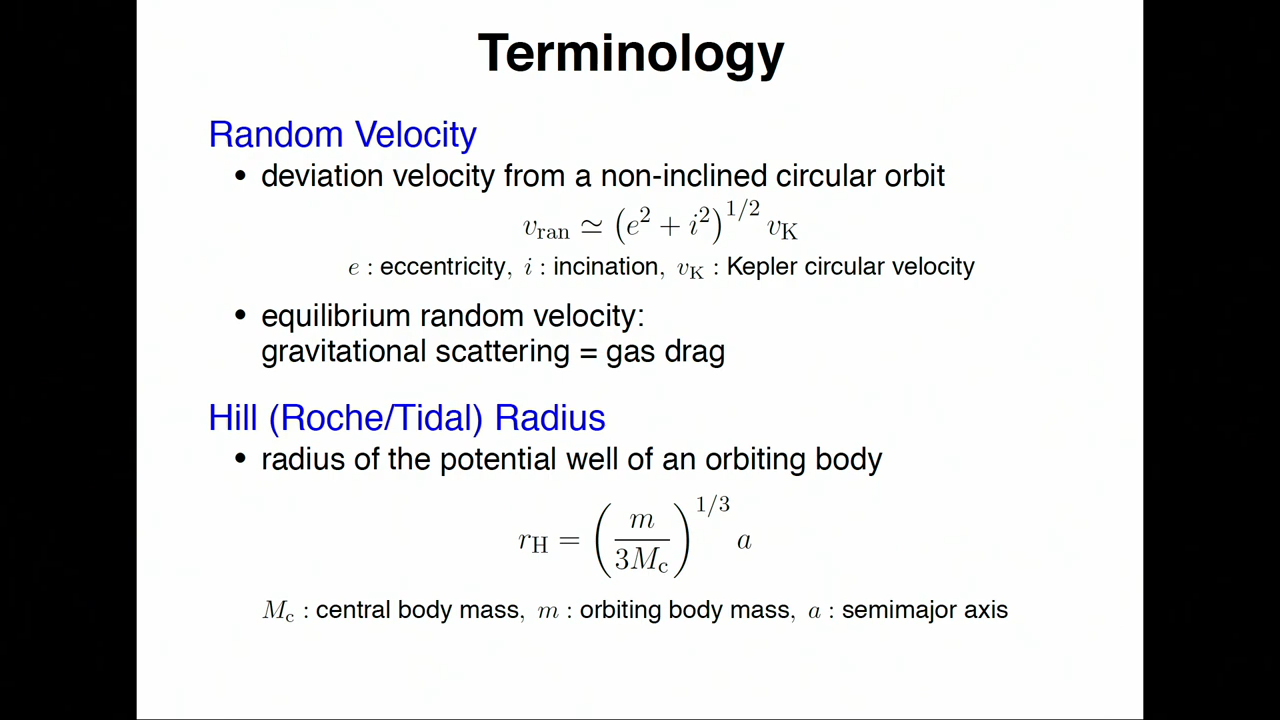 Terminology
Random Velocity
• deviation velocity from a non-inclined circular orbit
v_ran ≃ (e² + i²)^{1/2} v_K
e : eccentricity, i : incination, v_K : Kepler circular velocity
• equilibrium random velocity:
gravitational scattering = gas drag
Hill (Roche/Tidal) Radius
• radius of the potential well of an orbiting body
r_H = (m / 3M_c)^{1/3} a
M_c : central body mass, m : orbiting body mass, a : semimajor axis